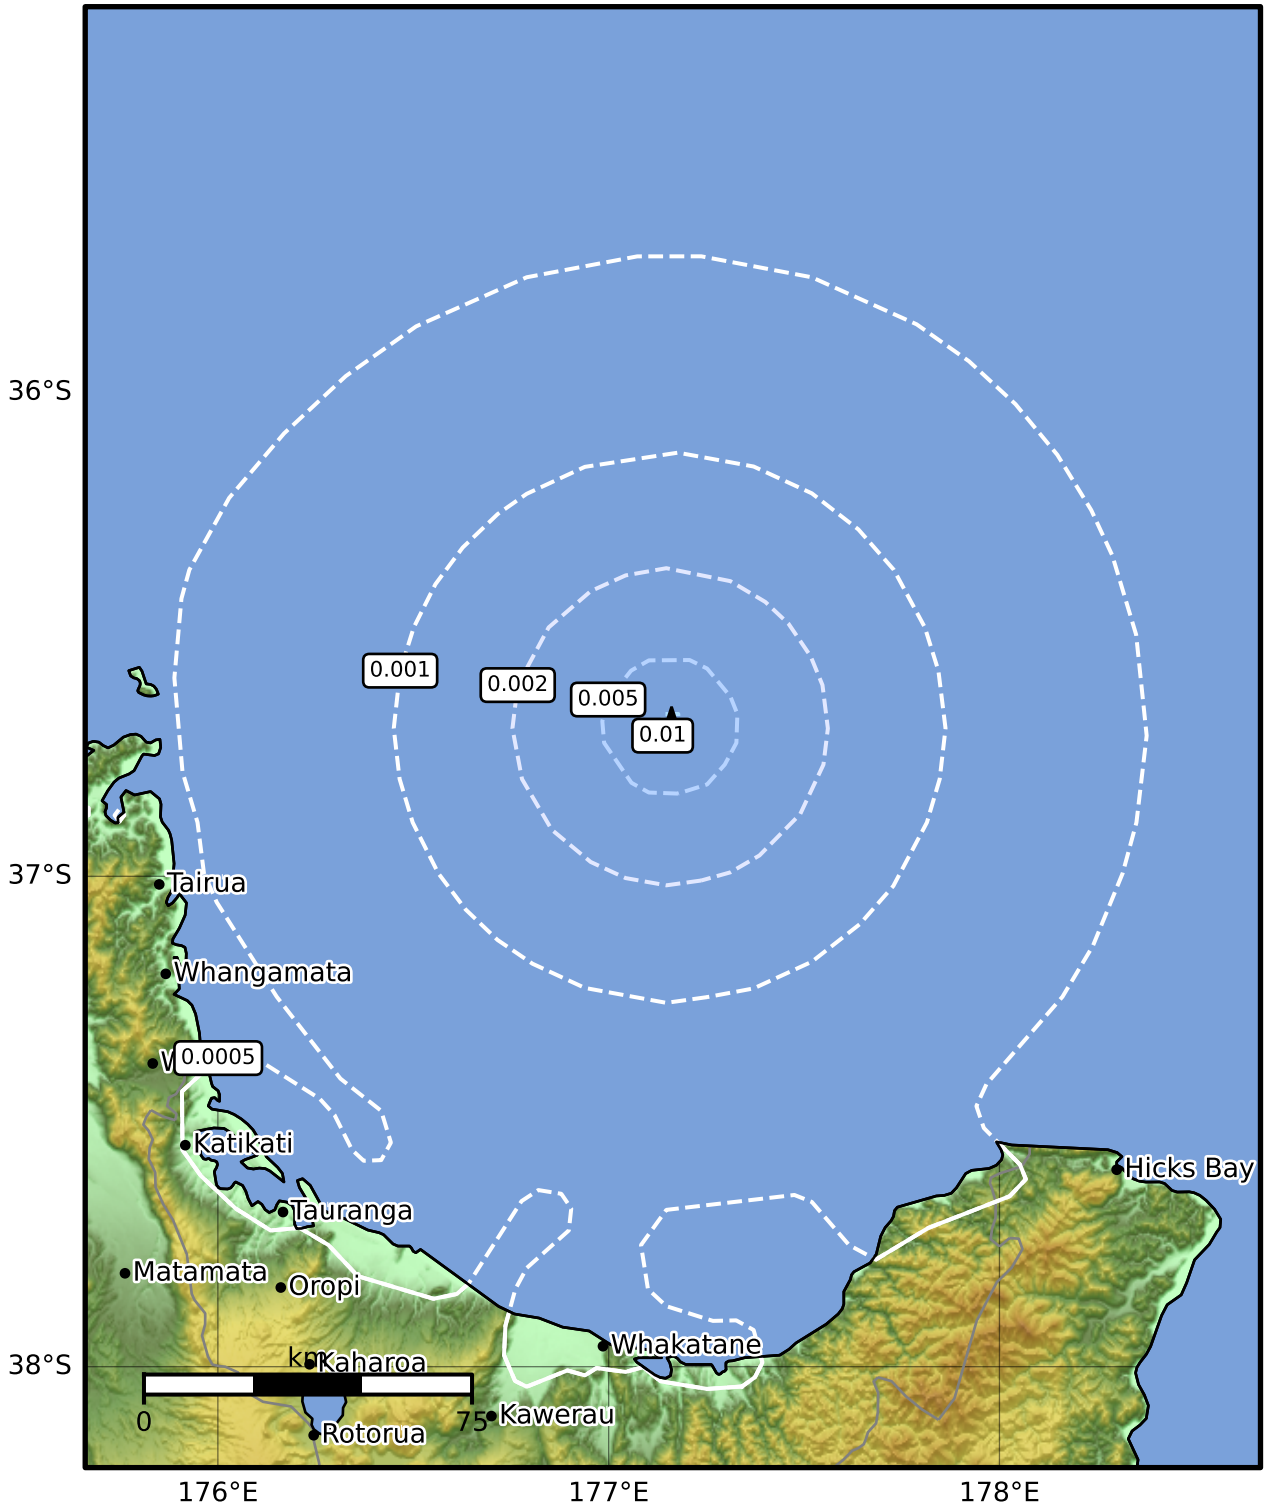 36°S
0.001
0.002
0.005
0.01
37°S
Tairua
Whangamata
0.0005
Katikati
Hicks Bay
Tauranga
Matamata
Oropi
Whakatane
38°S
km
Kaharoa
0
75
Kawerau
Rotorua
176°E
177°E
178°E